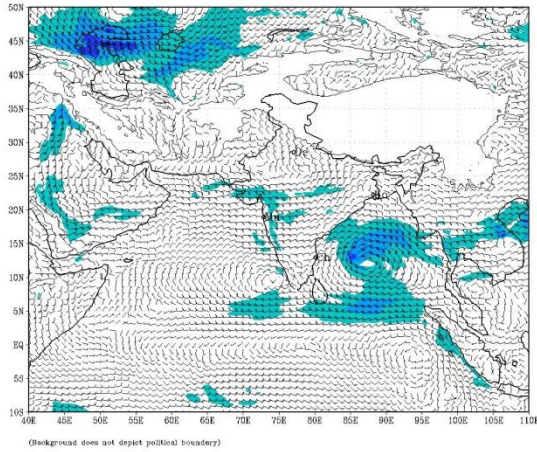 50N
45N
40N
35N
30N
25N
20N
15N
10N
5N
EQ
5S
10S
40E 45E 50E 55E 60E 65E 70E 75E 80E 85E 90E 95E 100E 105E 110E
(Background does not depict political boundary)